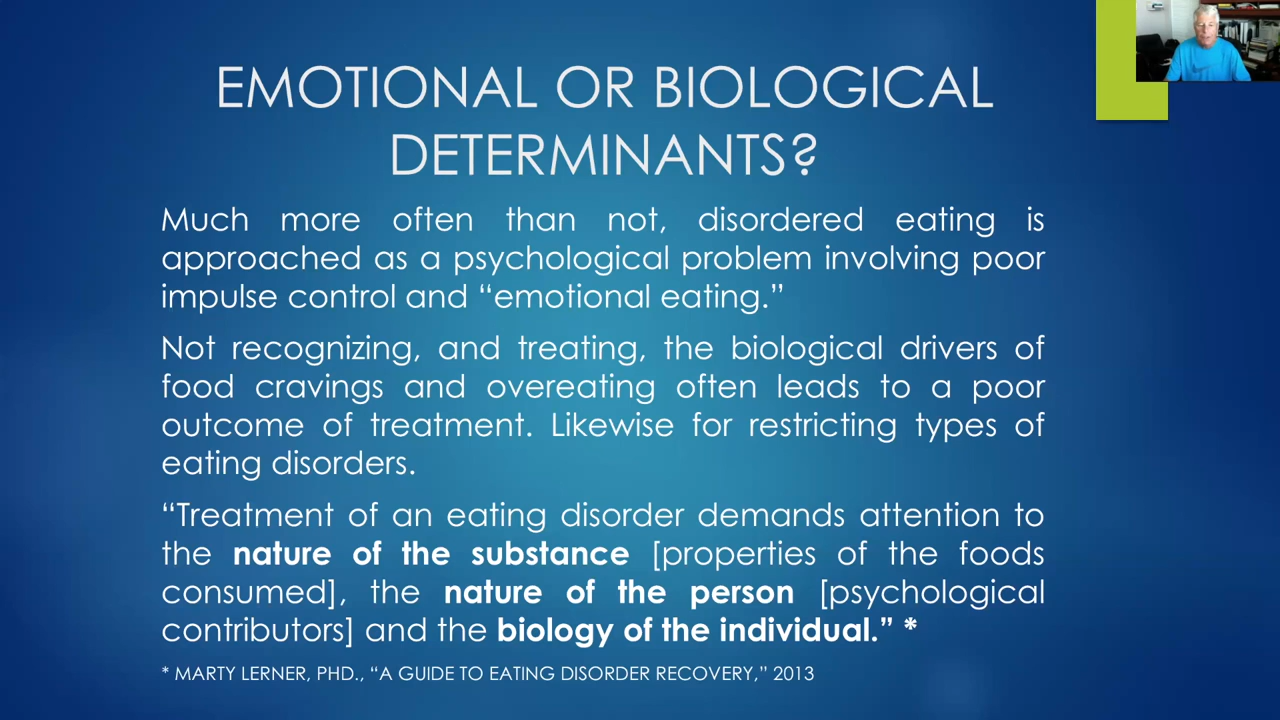 EMOTIONAL OR BIOLOGICAL
DETERMINANTS?
Much more often than not, disordered eating is
approached as a psychological problem involving poor
impulse control and “emotional eating.”
Not recognizing, and treating, the biological drivers of
food cravings and overeating often leads to a poor
outcome of treatment. Likewise for restricting types of
eating disorders.
“Treatment of an eating disorder demands attention to
the nature of the substance [properties of the foods
consumed], the nature of the person [psychological
contributors] and the biology of the individual.” *
* MARTY LERNER, PHD., “A GUIDE TO EATING DISORDER RECOVERY,” 2013